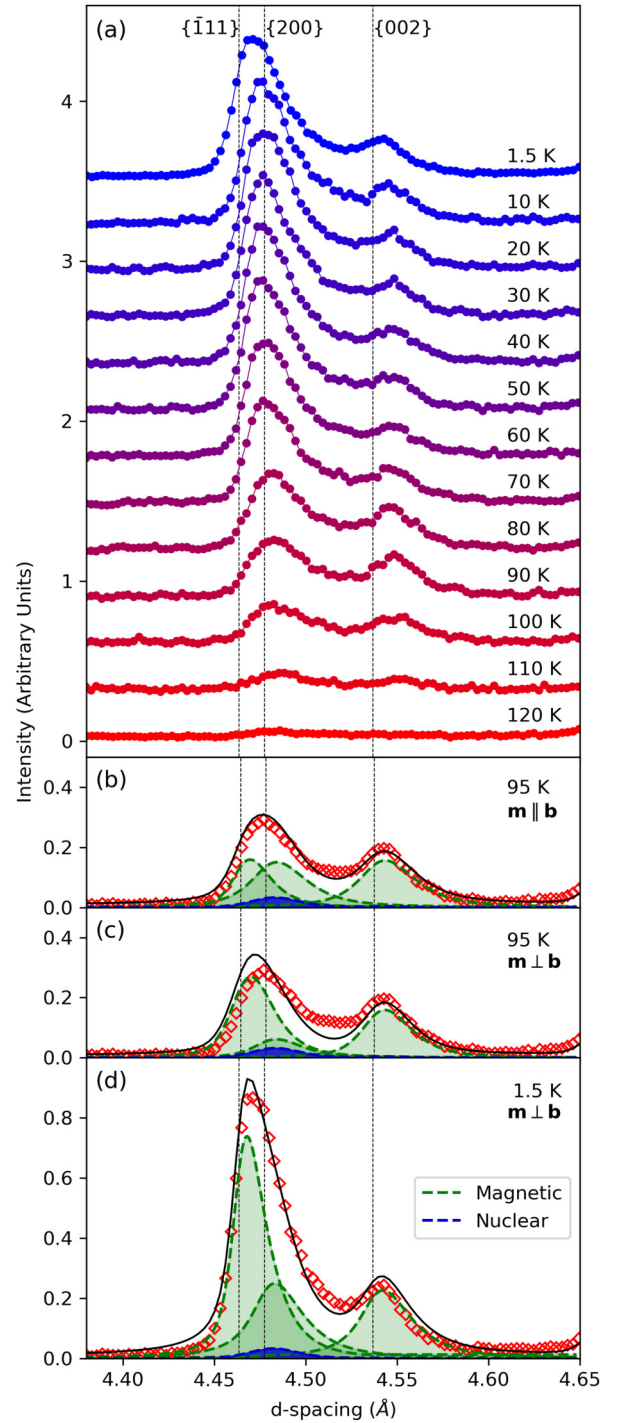 (a)
{1̄11}
{200}
{002}
4
1.5 K
10 K
3
20 K
30 K
40 K
50 K
2
60 K
70 K
80 K
90 K
1
100 K
110 K
120 K
0
Intensity (Arbitrary Units)
(b)
95 K
m ∥ b
0.4
0.2
0.0
(c)
95 K
m ⊥ b
0.4
0.2
0.0
(d)
1.5 K
m ⊥ b
0.8
0.6
0.4
0.2
0.0
Magnetic
Nuclear
4.40 4.45 4.50 4.55 4.60 4.65
d-spacing (Å)